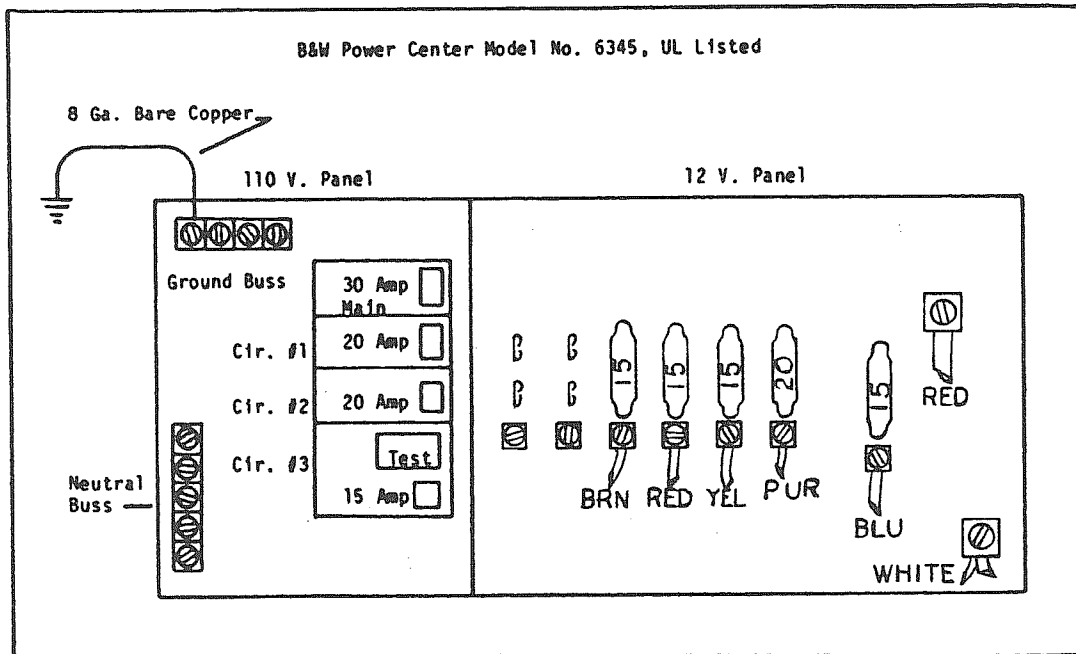 B&W Power Center Model No. 6345, UL Listed
8 Ga. Bare Copper
110 V. Panel
12 V. Panel
Ground Buss
30 Amp
Main
Cir. #1
20 Amp
Cir. #2
20 Amp
Cir. #3
Test
15 Amp
Neutral
Buss
15
15
15
20
15
RED
BRN
RED
YEL
PUR
BLU
WHITE